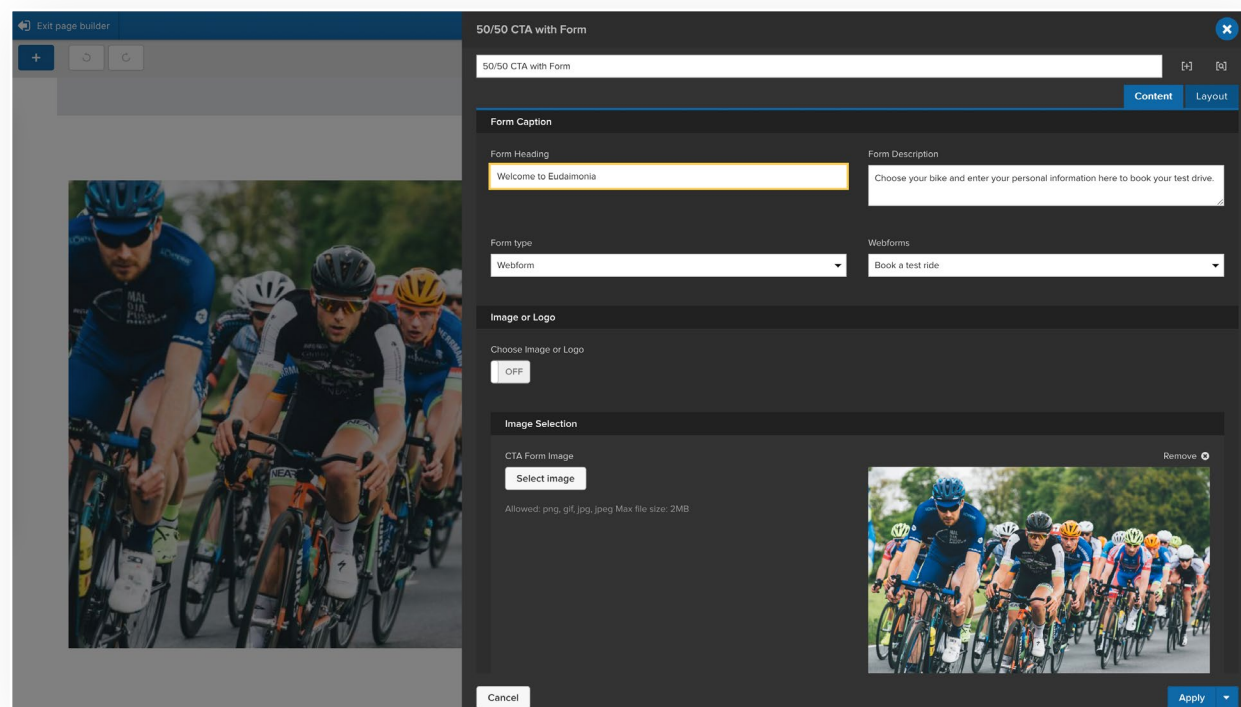 Exit page builder
50/50 CTA with Form
50/50 CTA with Form
Content Layout
Form Caption
Form Heading
Form Description
Welcome to Eudaimonia
Choose your bike and enter your personal information here to book your test drive.
Form type
Webforms
Webform
Book a test ride
Image or Logo
Choose Image or Logo
OFF
Image Selection
CTA Form Image
Remove
Select image
Allowed: png, gif, jpg, jpeg Max file size: 2MB
Cancel
Apply